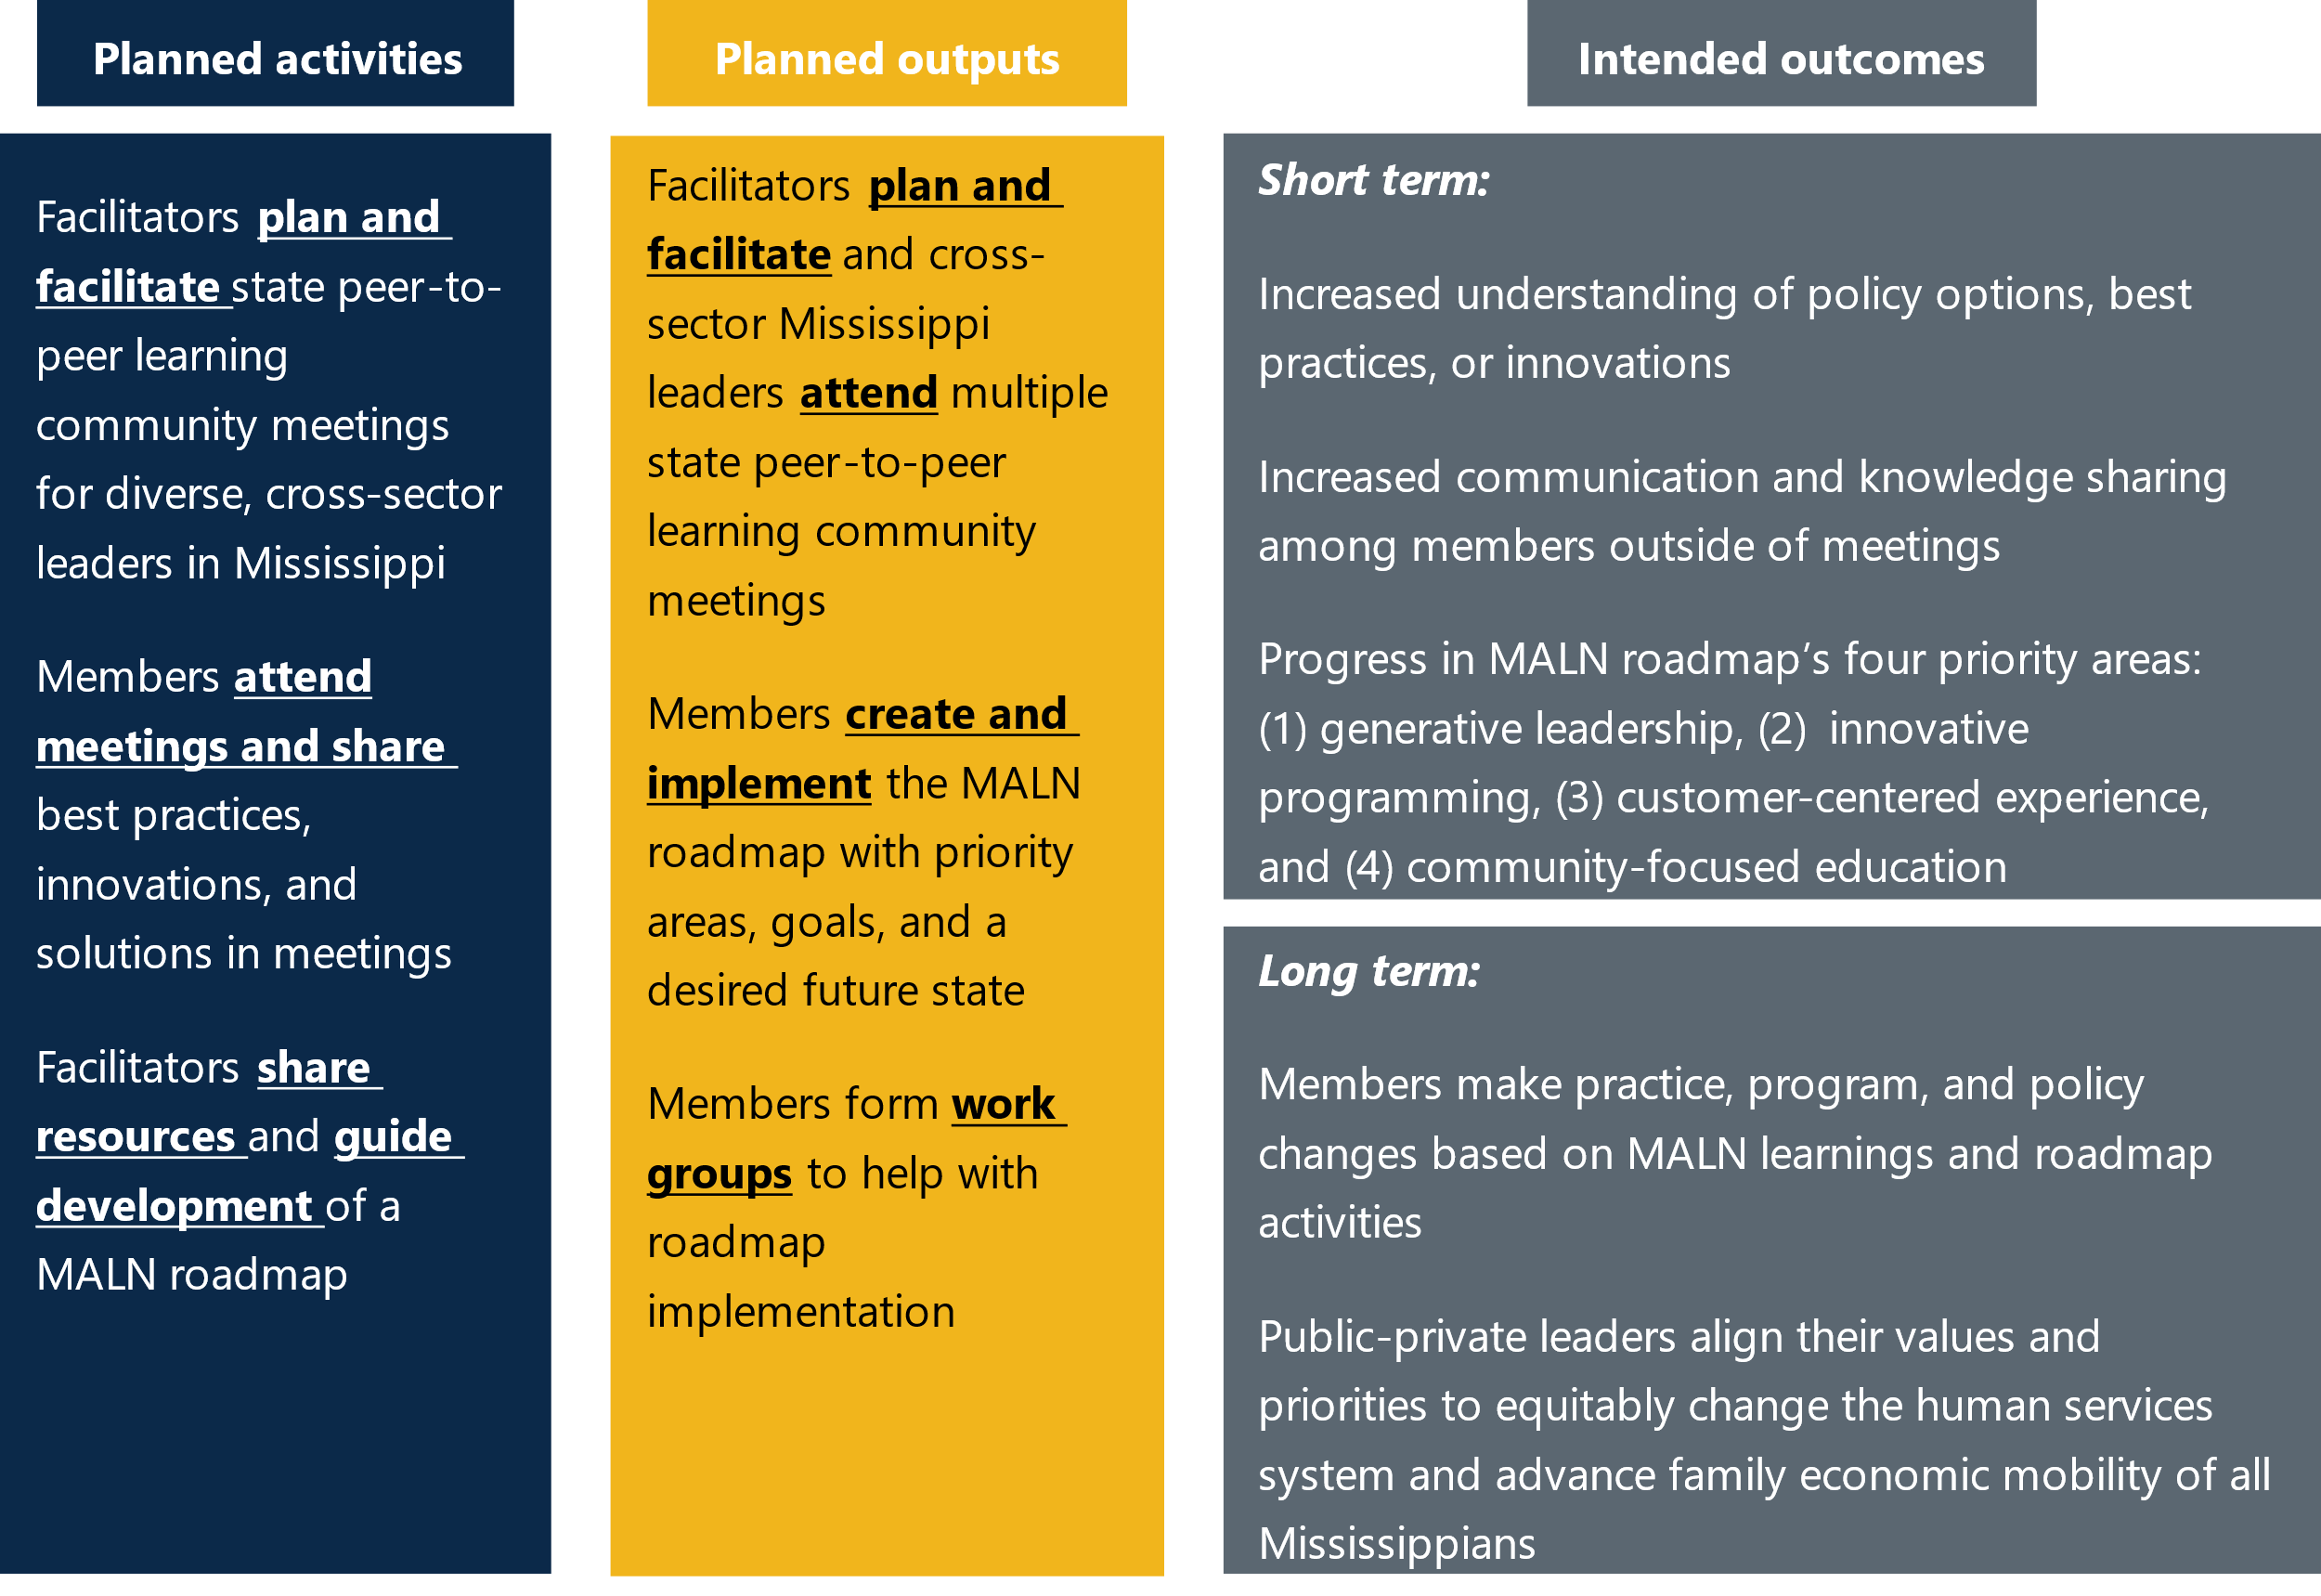 Planned activities
Facilitators plan and
facilitate state peer-to-
peer learning
community meetings
for diverse, cross-sector
leaders in Mississippi
Members attend
meetings and share
best practices,
innovations, and
solutions in meetings
Facilitators share
resources and guide
development of a
MALN roadmap
Planned outputs
Facilitators plan and
facilitate and cross-
sector Mississippi
leaders attend multiple
state peer-to-peer
learning community
meetings
Members create and
implement the MALN
roadmap with priority
areas, goals, and a
desired future state
Members form work
groups to help with
roadmap
implementation
Intended outcomes
Short term:
Increased understanding of policy options, best
practices, or innovations
Increased communication and knowledge sharing
among members outside of meetings
Progress in MALN roadmap’s four priority areas:
(1) generative leadership, (2)  innovative
programming, (3) customer-centered experience,
and (4) community-focused education
Long term:
Members make practice, program, and policy
changes based on MALN learnings and roadmap
activities
Public-private leaders align their values and
priorities to equitably change the human services
system and advance family economic mobility of all
Mississippians